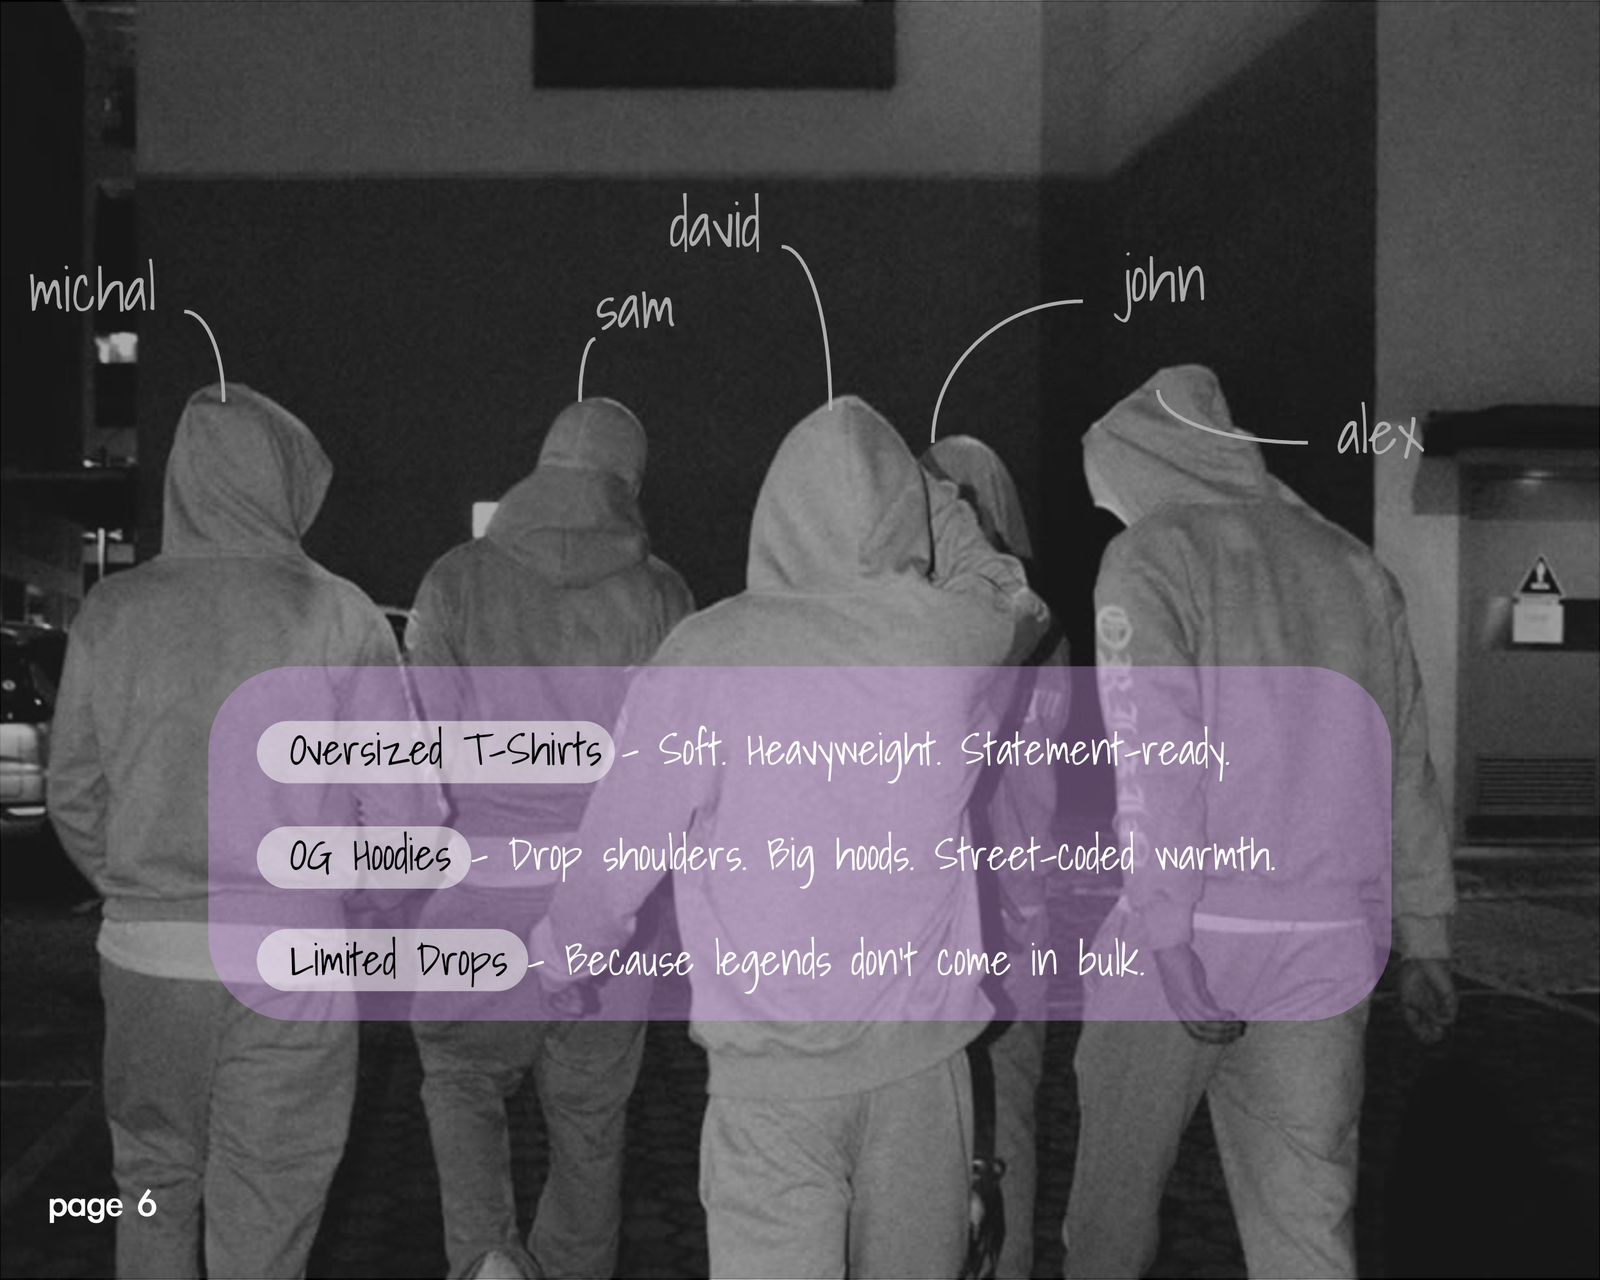 david
john
michal
sam
alex
Oversized T-Shirts - Soft. Heavyweight. Statement-ready.
OG Hoodies - Drop shoulders. Big hoods. Street-coded warmth.
Limited Drops - Because legends don't come in bulk.
page 6